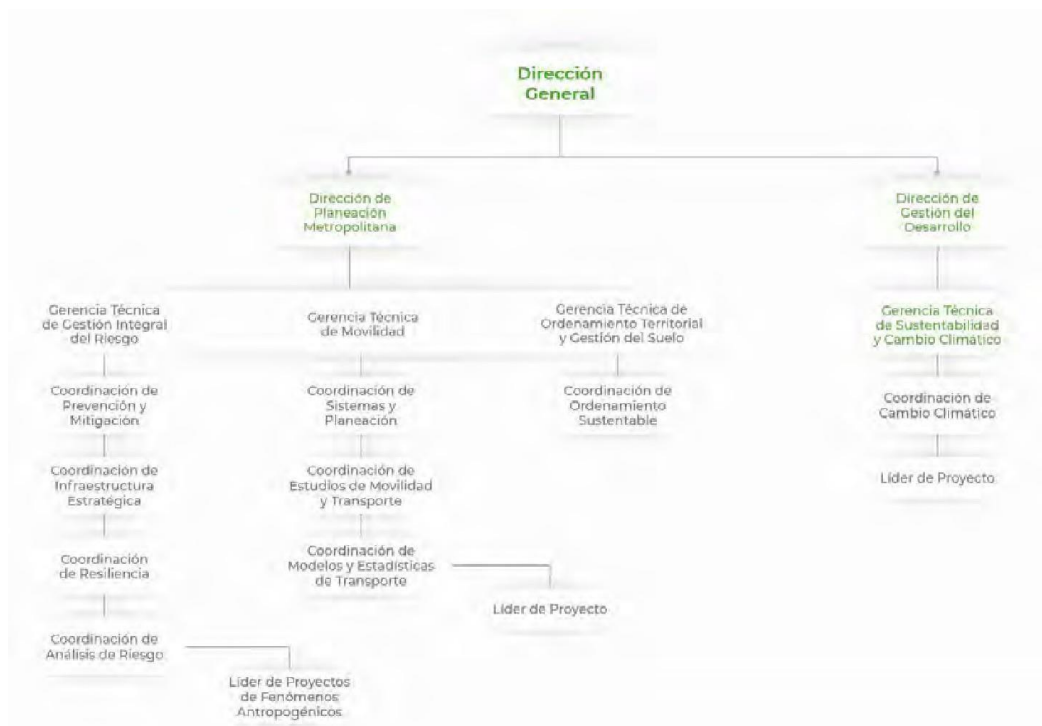 Dirección
General
Dirección de
Planeación
Metropolitana
Dirección de
Gestión del
Desarrollo
Gerencia Técnica
de Gestión Integral
del Riesgo
Gerencia Técnica
de Movilidad
Gerencia Técnica de
Ordenamiento Territorial
y Gestión del Suelo
Gerencia Técnica
de Sustentabilidad
y Cambio Climático
Coordinación de
Prevención y
Mitigación
Coordinación de
Sistemas y
Planeación
Coordinación de
Ordenamiento
Sustentable
Coordinación de
Cambio Climático
Coordinación de
Infraestructura
Estratégica
Coordinación de
Estudios de Movilidad
y Transporte
Líder de Proyecto
Coordinación
de Resiliencia
Coordinación de
Modelos y Estadísticas
de Transporte
Líder de Proyecto
Coordinación de
Análisis de Riesgo
Líder de Proyectos
de Fenómenos
Antropogénicos